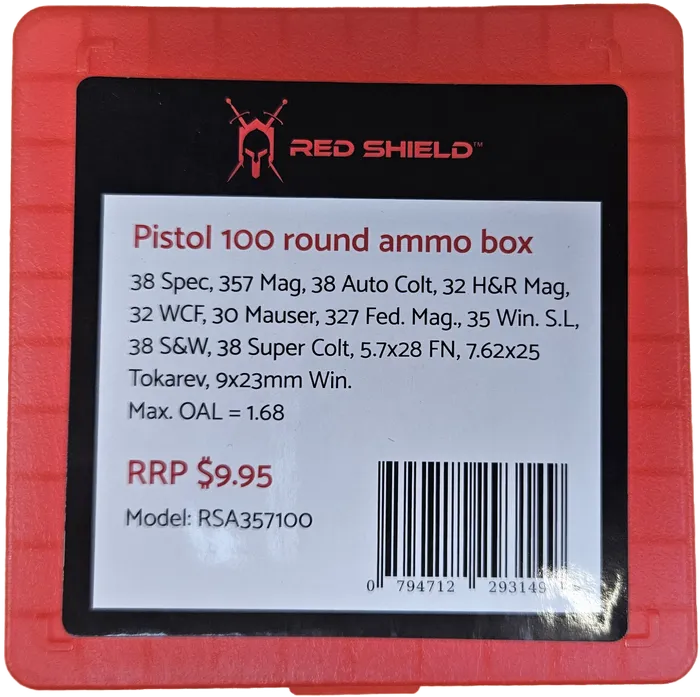 RED SHIELD™
Pistol 100 round ammo box
38 Spec, 357 Mag, 38 Auto Colt, 32 H&R Mag,
32 WCF, 30 Mauser, 327 Fed. Mag., 35 Win. S.L,
38 S&W, 38 Super Colt, 5.7x28 FN, 7.62x25
Tokarev, 9x23mm Win.
Max. OAL = 1.68
RRP $9.95
Model: RSA357100
0 794712 293149